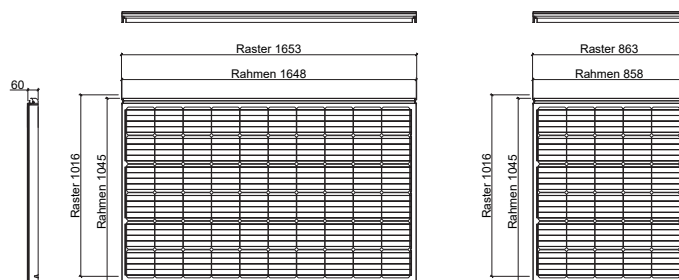 Raster 1653
Rahmen 1648
60
Raster 1016
Rahmen 1045
Raster 863
Rahmen 858
Raster 1016
Rahmen 1045